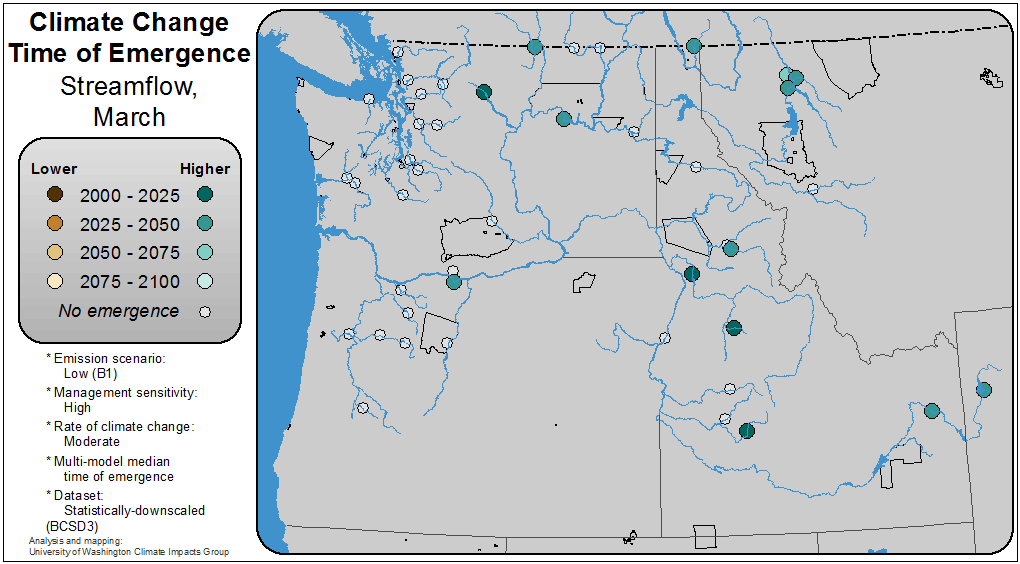 Climate Change
Time of Emergence
Streamflow,
March
Lower Higher
2000 - 2025
2025 - 2050
2050 - 2075
2075 - 2100
No emergence
* Emission scenario:
Low (B1)
* Management sensitivity:
High
* Rate of climate change:
Moderate
* Multi-model median
time of emergence
* Dataset:
Statistically-downscaled
(BCSD3)
Analysis and mapping:
University of Washington Climate Impacts Group